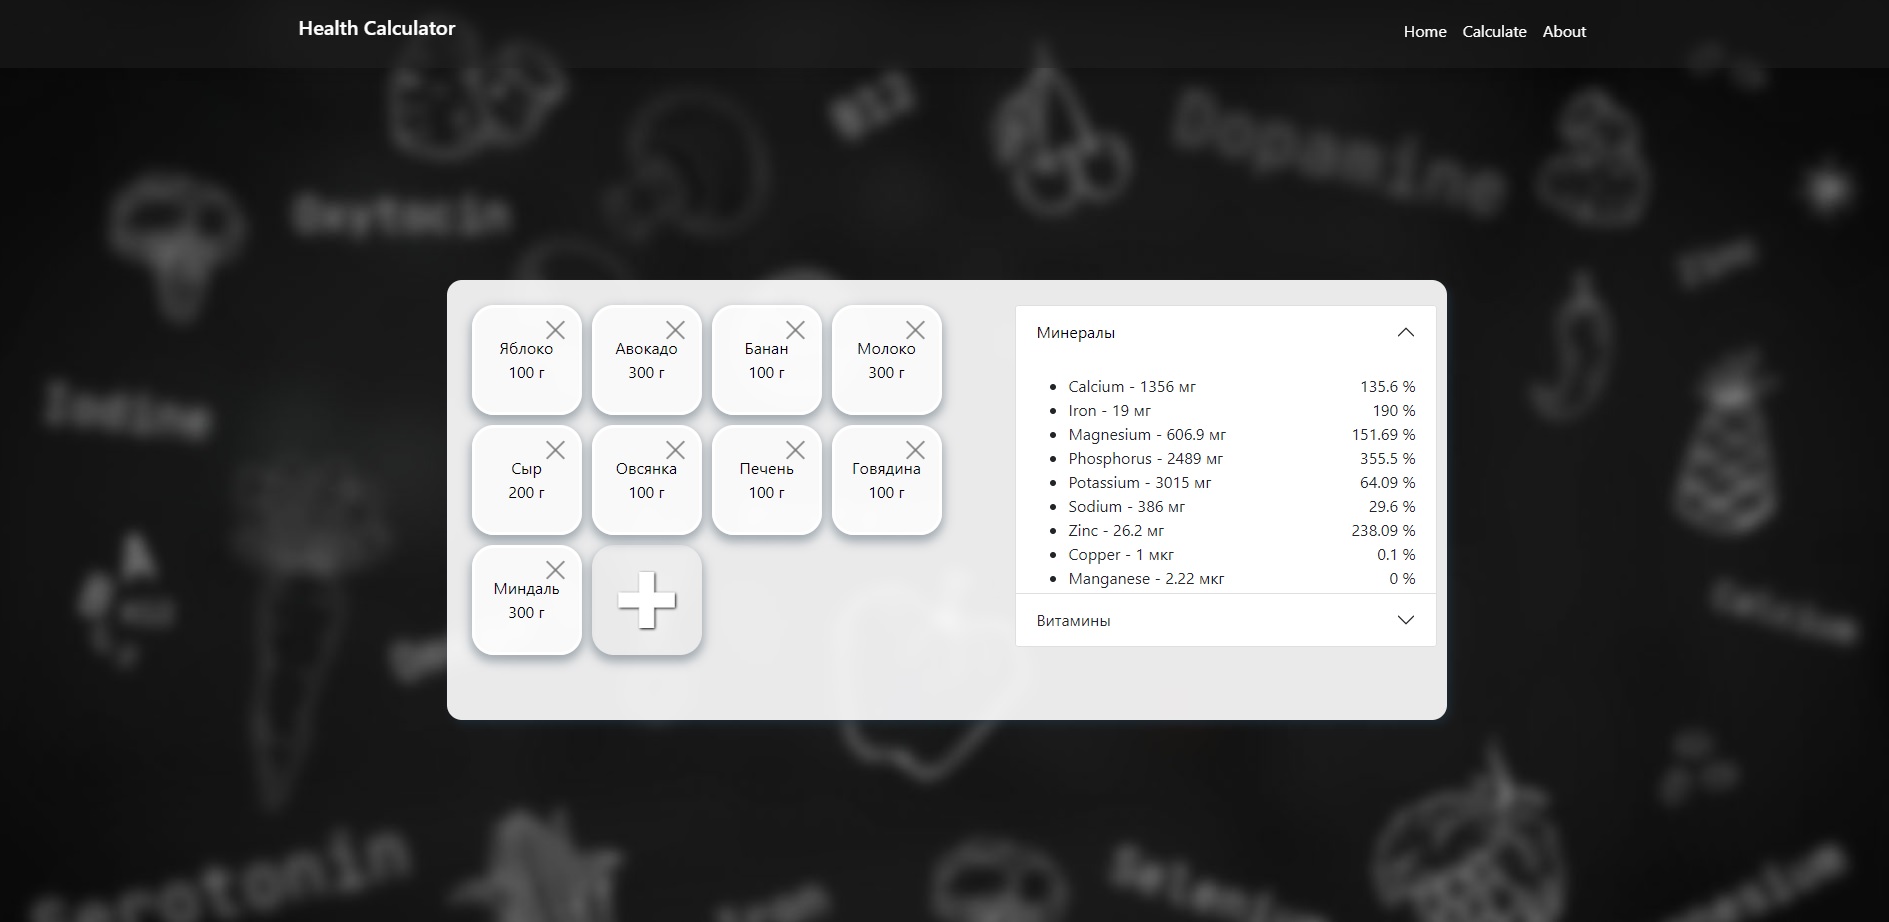 Health Calculator
Home Calculate About
B12
Dopamine
Oxytocin
Iodine
Calcium
Serotonin
Яблоко
100 г
Авокадо
300 г
Банан
100 г
Молоко
300 г
Сыр
200 г
Овсянка
100 г
Печень
100 г
Говядина
100 г
Миндаль
300 г
Минералы
Calcium - 1356 мг 135.6 %
Iron - 19 мг 190 %
Magnesium - 606.9 мг 151.69 %
Phosphorus - 2489 мг 355.5 %
Potassium - 3015 мг 64.09 %
Sodium - 386 мг 29.6 %
Zinc - 26.2 мг 238.09 %
Copper - 1 мкг 0.1 %
Manganese - 2.22 мкг 0 %
Витамины